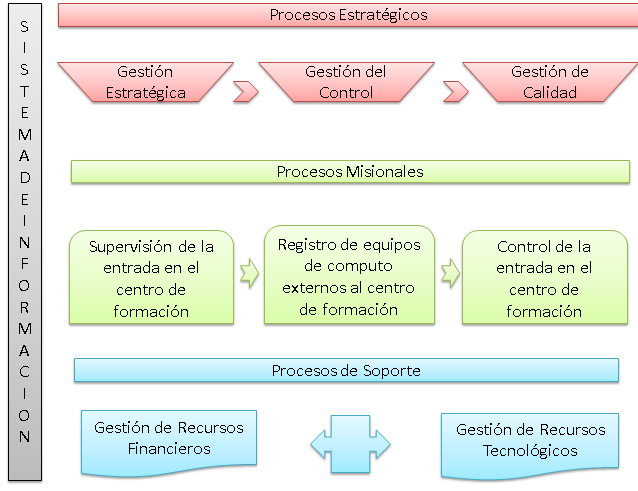 SISTEMADEINFORMACION
Procesos Estratégicos
Gestión
Estratégica
Gestión del
Control
Gestión de
Calidad
Procesos Misionales
Supervisión de la
entrada en el
centro de
formación
Registro de equipos
de computo
externos al centro
de formación
Control de la
entrada en el
centro de
formación
Procesos de Soporte
Gestión de Recursos
Financieros
Gestión de Recursos
Tecnológicos